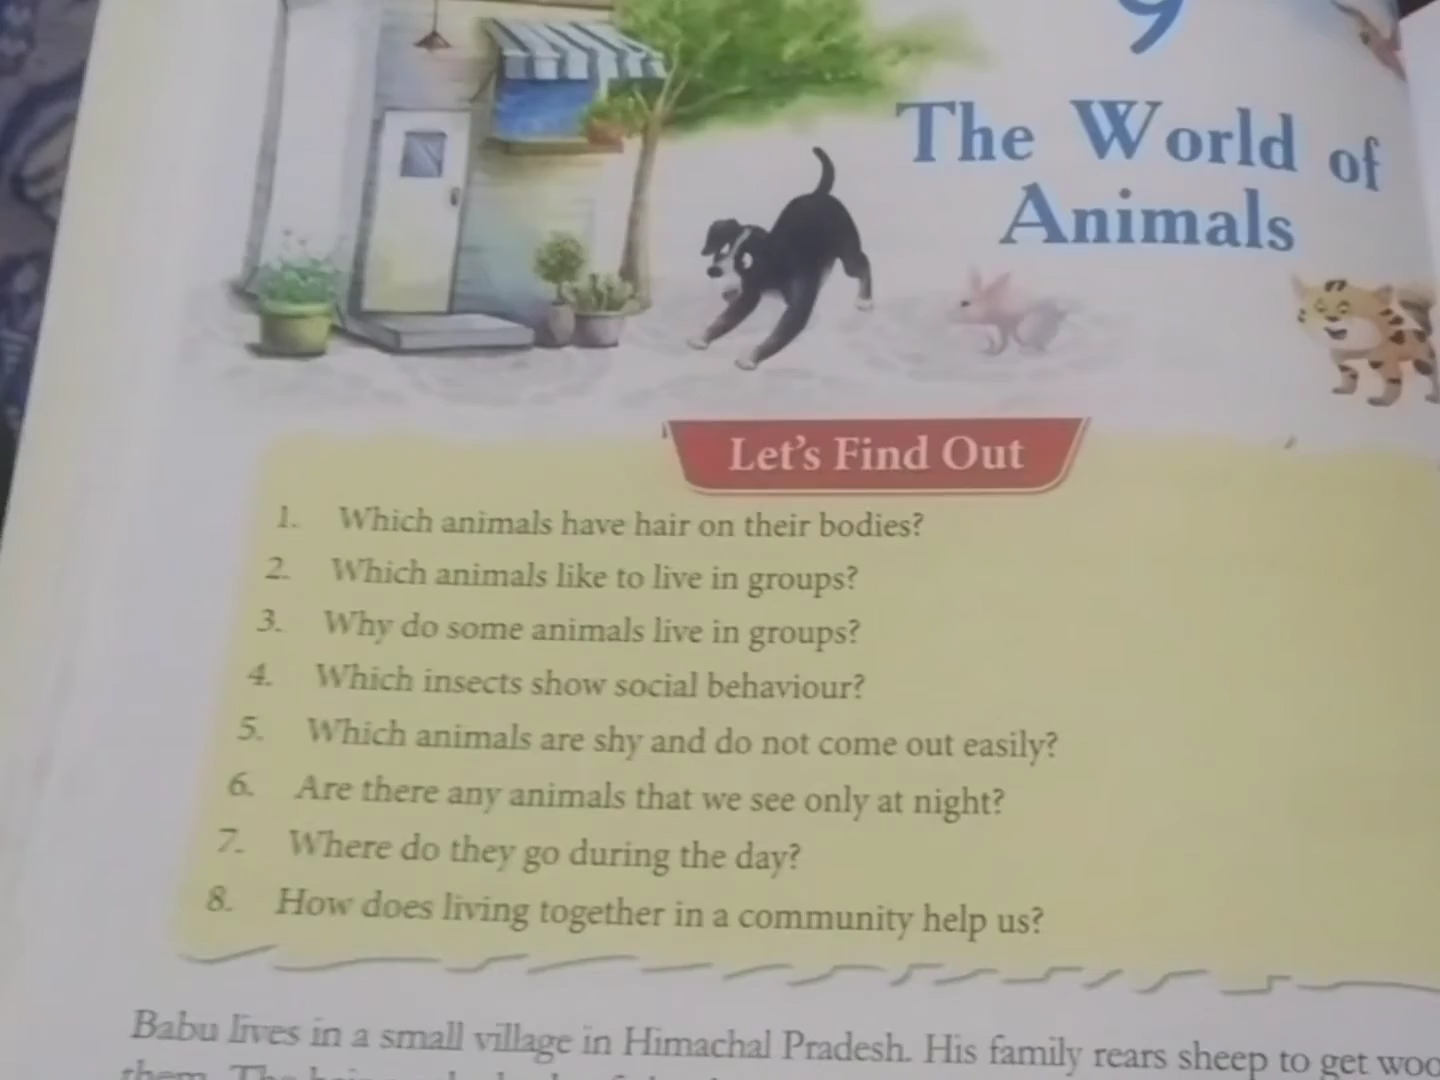 9
The World of
Animals
Let's Find Out
1. Which animals have hair on their bodies?
2. Which animals like to live in groups?
3. Why do some animals live in groups?
4. Which insects show social behaviour?
5. Which animals are shy and do not come out easily?
6. Are there any animals that we see only at night?
7. Where do they go during the day?
8. How does living together in a community help us?
Babu lives in a small village in Himachal Pradesh. His family rears sheep to get
them. The